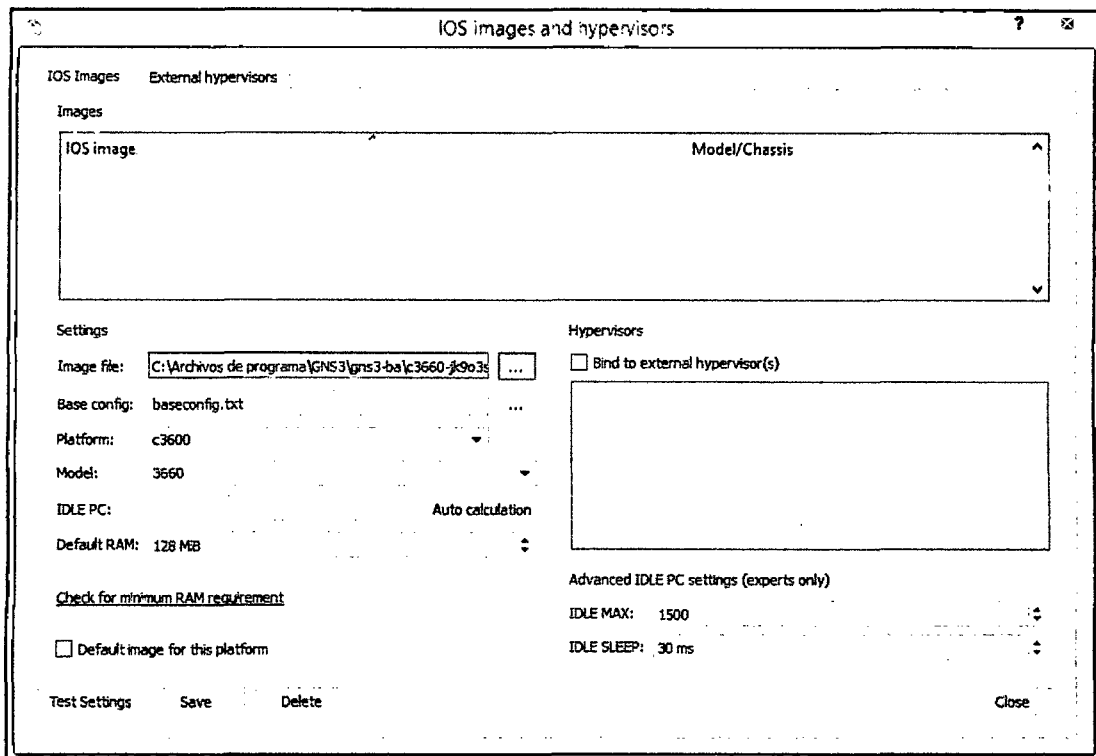 IOS images and hypervisors ?
IOS Images External hypervisors
Images
IOS image Model/Chassis
Settings
Image file: C:\Archivos de programa\GNS3\gns3-ba\c3660-jk9o3s ...
Base config: baseconfig.txt ...
Platform: c3600
Model: 3660
IDLE PC: Auto calculation
Default RAM: 128 MiB
Check for minimum RAM requirement
Default image for this platform
Hypervisors
Bind to external hypervisor(s)
Advanced IDLE PC settings (experts only)
IDLE MAX: 1500
IDLE SLEEP: 30 ms
Test Settings Save Delete Close